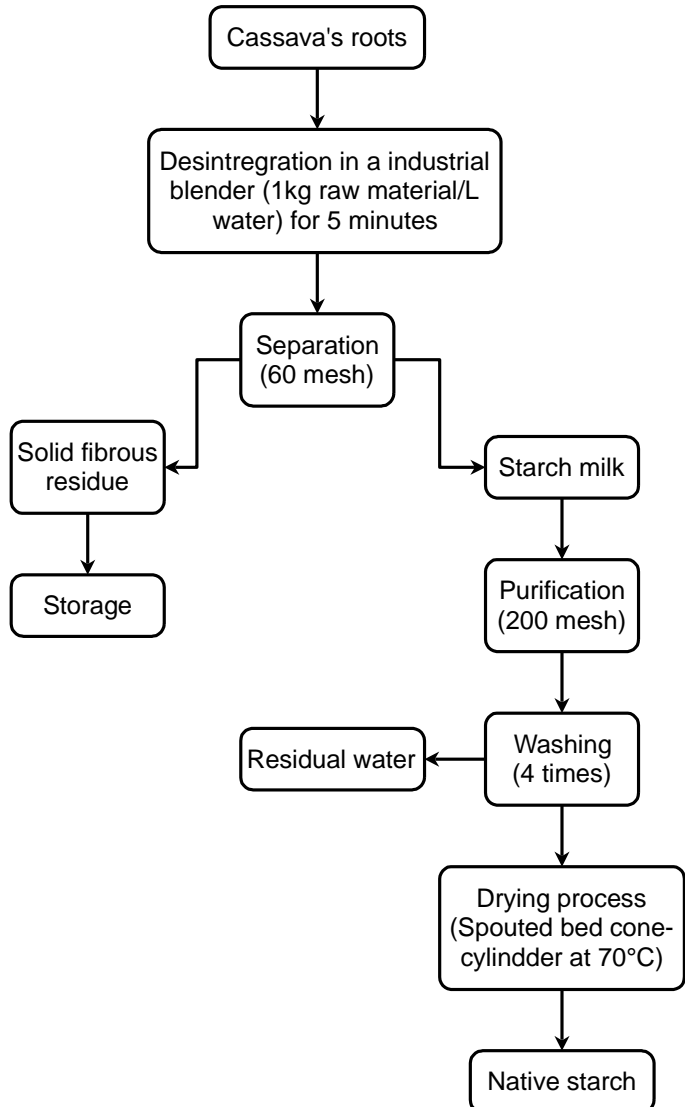 Cassava's roots
Desintregration in a industrial
blender (1kg raw material/L
water) for 5 minutes
Separation
(60 mesh)
Solid fibrous
residue
Starch milk
Storage
Purification
(200 mesh)
Residual water
Washing
(4 times)
Drying process
(Spouted bed cone-
cylindder at 70°C)
Native starch